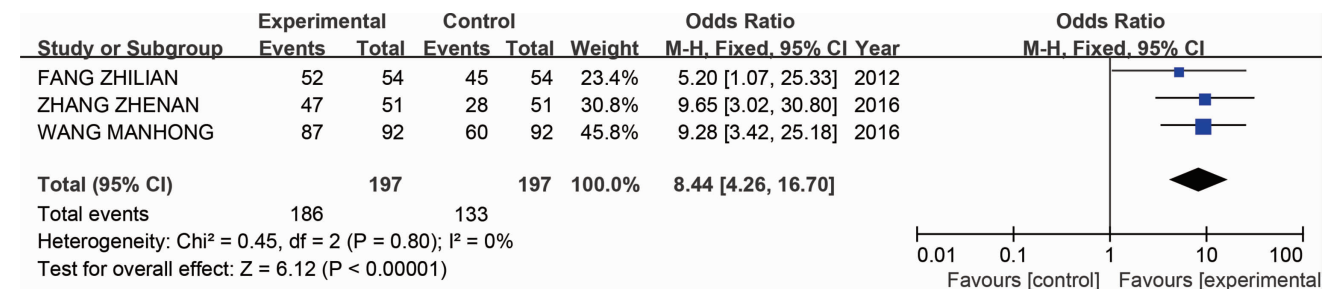 Experimental Control Odds Ratio Odds Ratio
Study or Subgroup Events Total Events Total Weight M-H, Fixed, 95% CI Year M-H, Fixed, 95% CI
FANG ZHILIAN 52 54 45 54 23.4% 5.20 [1.07, 25.33] 2012
ZHANG ZHENAN 47 51 28 51 30.8% 9.65 [3.02, 30.80] 2016
WANG MANHONG 87 92 60 92 45.8% 9.28 [3.42, 25.18] 2016
Total (95% CI) 197 197 100.0% 8.44 [4.26, 16.70]
Total events 186 133
Heterogeneity: Chi² = 0.45, df = 2 (P = 0.80); I² = 0%
Test for overall effect: Z = 6.12 (P < 0.00001)
0.01 0.1 1 10 100
Favours [control] Favours [experimental